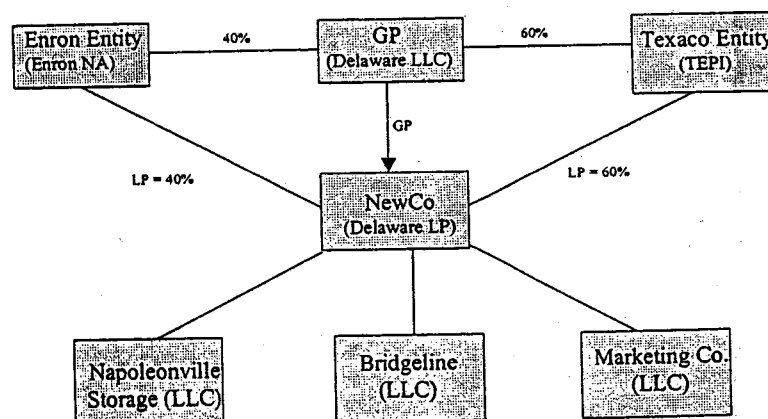 Enron Entity
(Enron NA)
40%
GP
(Delaware LLC)
60%
Texaco Entity
(TEPI)
GP
LP = 40%
LP = 60%
NewCo
(Delaware LP)
Napoleonville
Storage (LLC)
Bridgeline
(LLC)
Marketing Co.
(LLC)